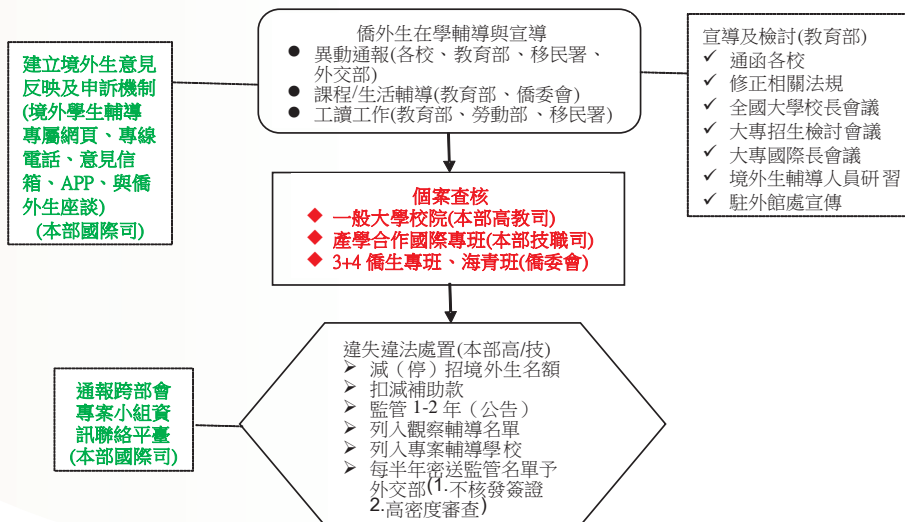 建立境外生意見
反映及申訴機制
(境外學生輔導
專屬網頁、專線
電話、意見信
箱、APP、與僑
外生座談)
(本部國際司)
僑外生在學輔導與宣導
● 異動通報(各校、教育部、移民署、
外交部)
● 課程/生活輔導(教育部、僑委會)
● 工讀工作(教育部、勞動部、移民署)
宣導及檢討(教育部)
✓ 通函各校
✓ 修正相關法規
✓ 全國大學校長會議
✓ 大專招生檢討會議
✓ 大專國際長會議
✓ 境外生輔導人員研習
✓ 駐外館處宣傳
個案查核
◆ 一般大學校院(本部高教司)
◆ 產學合作國際專班(本部技職司)
◆ 3+4 僑生專班、海青班(僑委會)
通報跨部會
專案小組資
訊聯絡平臺
(本部國際司)
違失違法處置(本部高/技)
➢ 減（停）招境外生名額
➢ 扣減補助款
➢ 監管 1-2 年（公告）
➢ 列入觀察輔導名單
➢ 列入專案輔導學校
➢ 每半年密送監管名單予
外交部(1.不核發簽證
2.高密度審查)